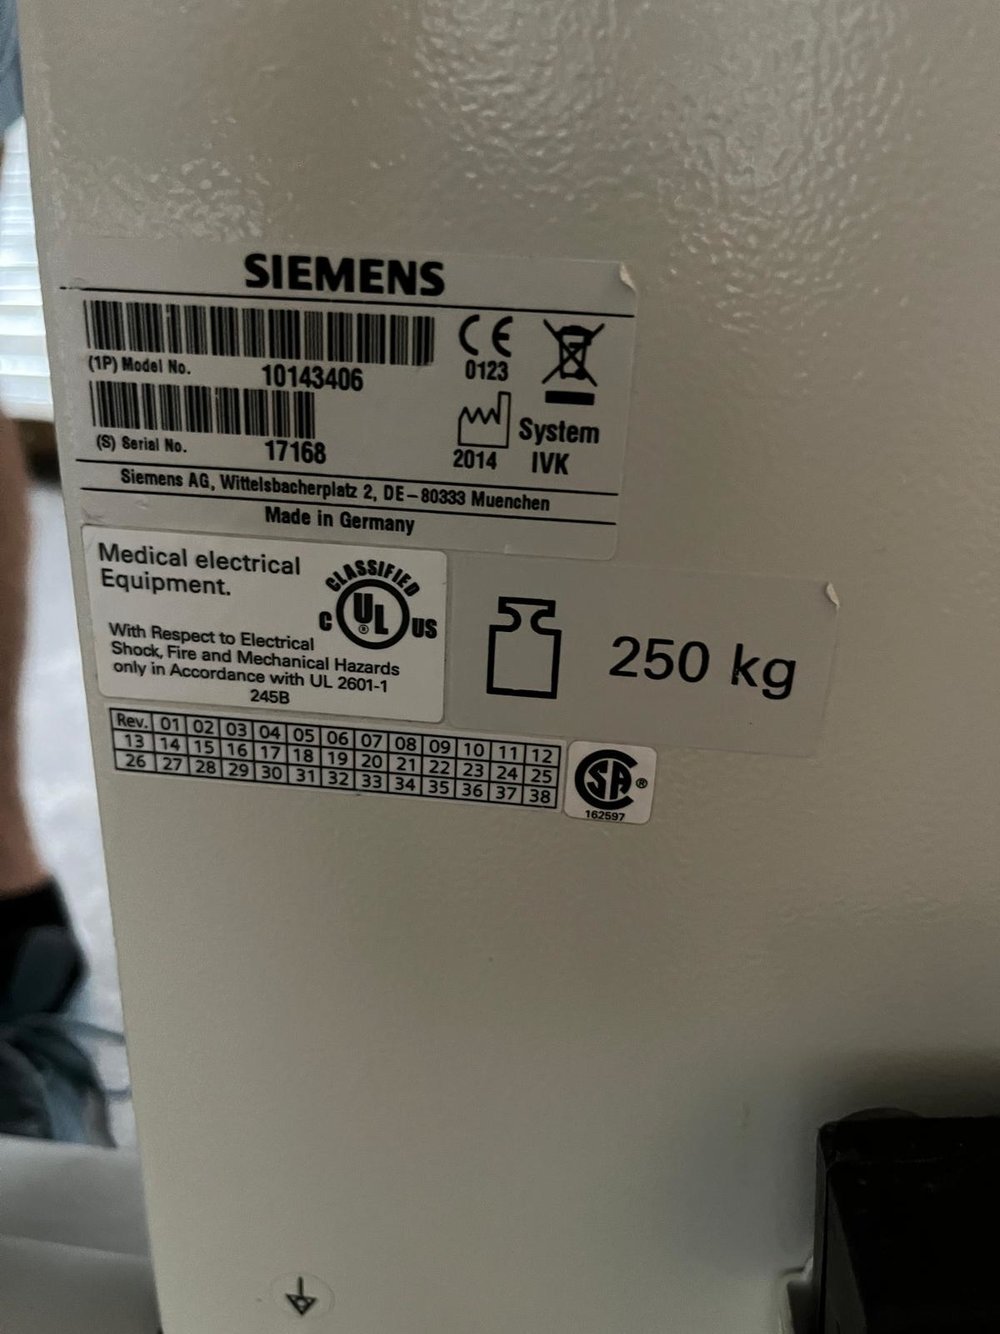 SIEMENS
(1P) Model No. 10143406
CE 0123
(S) Serial No. 17168
2014
System
IVK
Siemens AG, Wittelsbacherplatz 2, DE-80333 Muenchen
Made in Germany
Medical electrical
Equipment.
CLASSIFIED
C UL ® US
With Respect to Electrical
Shock, Fire and Mechanical Hazards
only in Accordance with UL 2601-1
245B
250 kg
Rev. 01 02 03 04 05 06 07 08 09 10 11 12
13 14 15 16 17 18 19 20 21 22 23 24 25
26 27 28 29 30 31 32 33 34 35 36 37 38
SA ®
162597